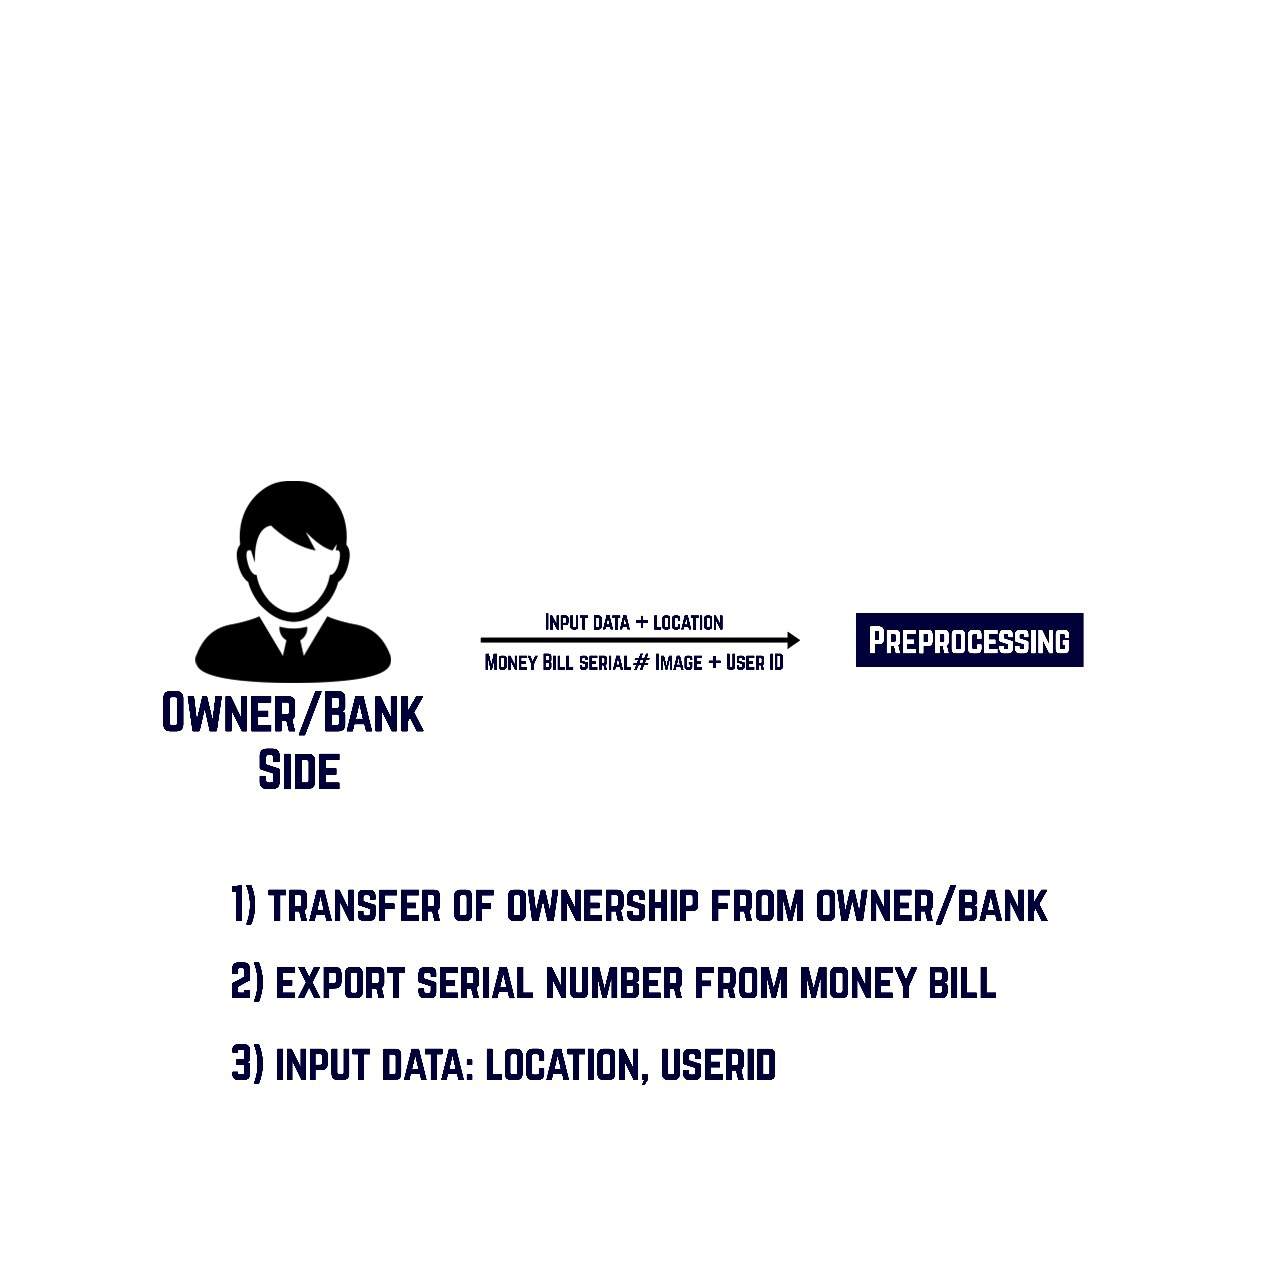 Input data + location
Preprocessing
Money Bill serial# Image + User ID
Owner/Bank
Side
1) transfer of ownership from owner/bank
2) export serial number from money bill
3) input data: location, userID